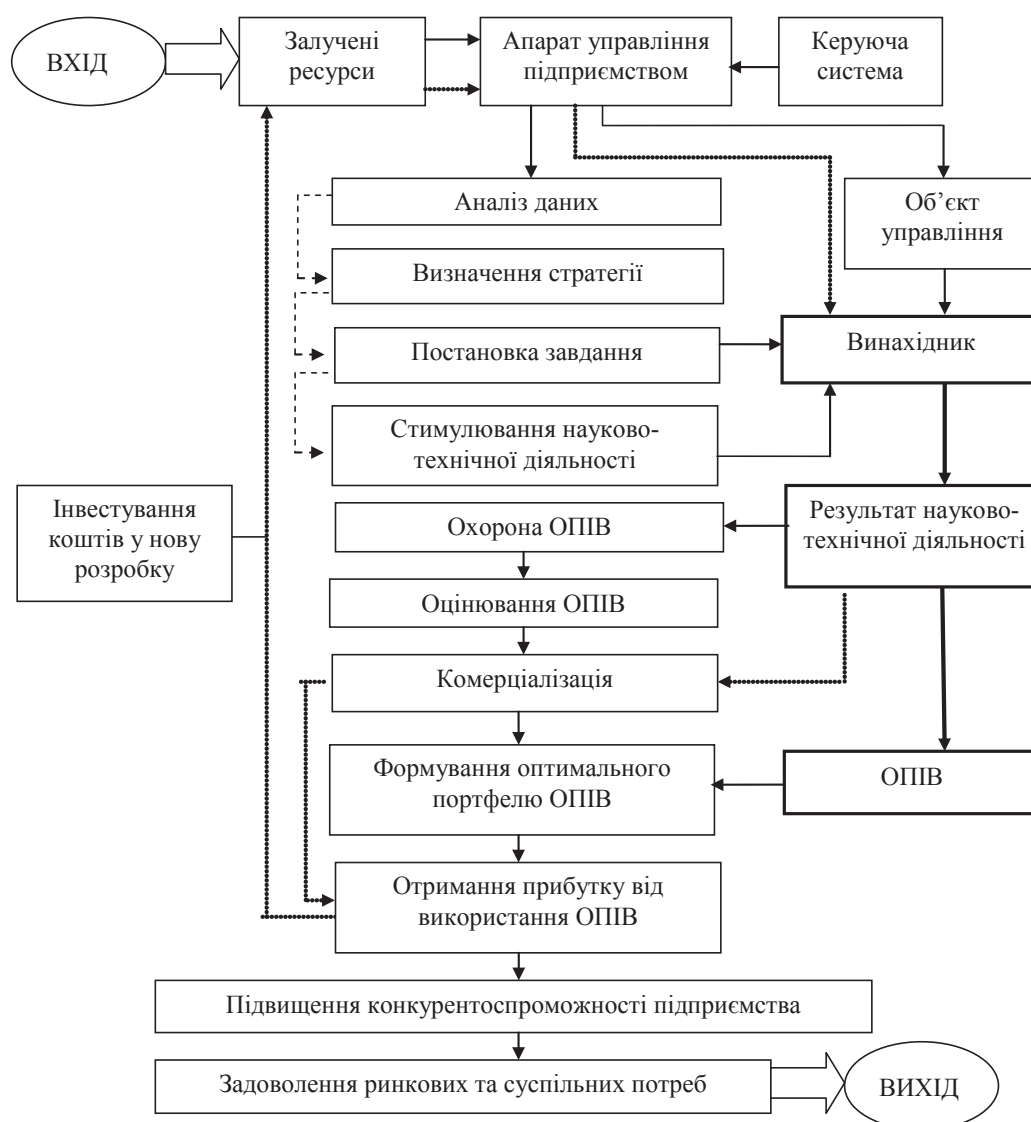 ВХІД
Залучені
ресурси
Апарат управління
підприємством
Керуюча
система
Аналіз даних
Об’єкт
управління
Визначення стратегії
Постановка завдання
Винахідник
Стимулювання науково-
технічної діяльності
Інвестування
коштів у нову
розробку
Охорона ОПІВ
Результат науково-
технічної діяльності
Оцінювання ОПІВ
Комерціалізація
Формування оптимального
портфелю ОПІВ
ОПІВ
Отримання прибутку від
використання ОПІВ
Підвищення конкурентоспроможності підприємства
Задоволення ринкових та суспільних потреб
ВИХІД